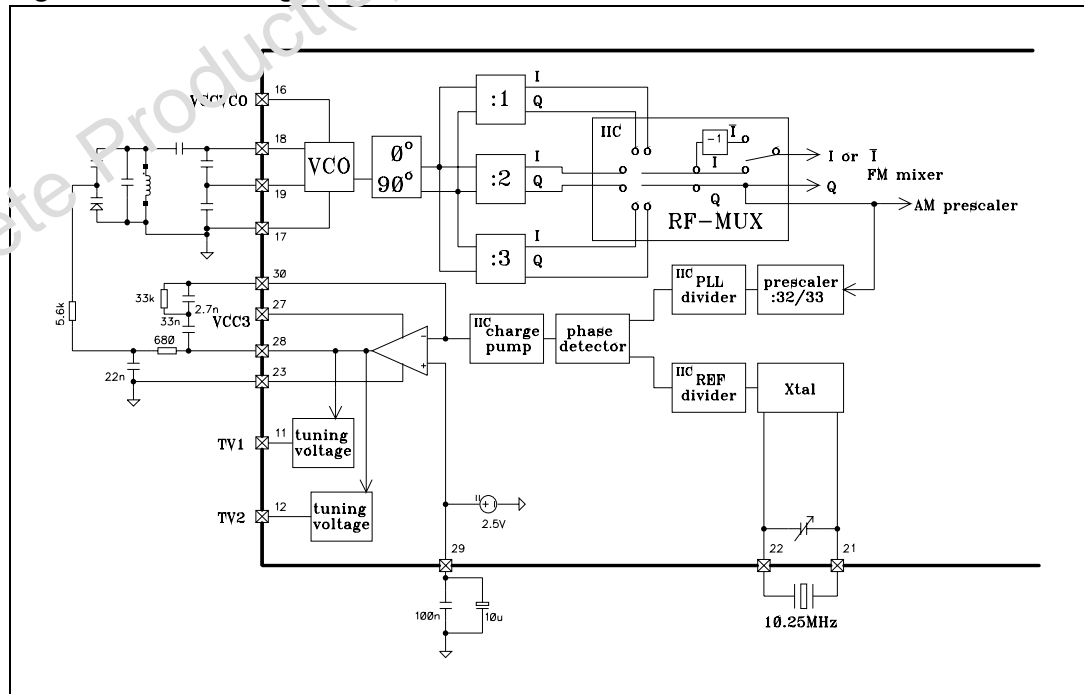 ete Product(s)
16
VCCVCO
18
19
17
VCO
0°
90°
:1
I
Q
:2
I
Q
:3
I
Q
IIC
-1
Ī
I
Q
RF-MUX
I or Ī
FM mixer
Q
AM prescaler
30
33k
2.7n
27
33n
VCC3
5.6k
680
28
22n
23
-
+
IIC
charge
pump
phase
detector
IIC PLL
divider
prescaler
:32/33
IIC REF
divider
Xtal
TV1
11
tuning
voltage
TV2
12
tuning
voltage
2.5V
29
100n
10u
22
21
10.25MHz